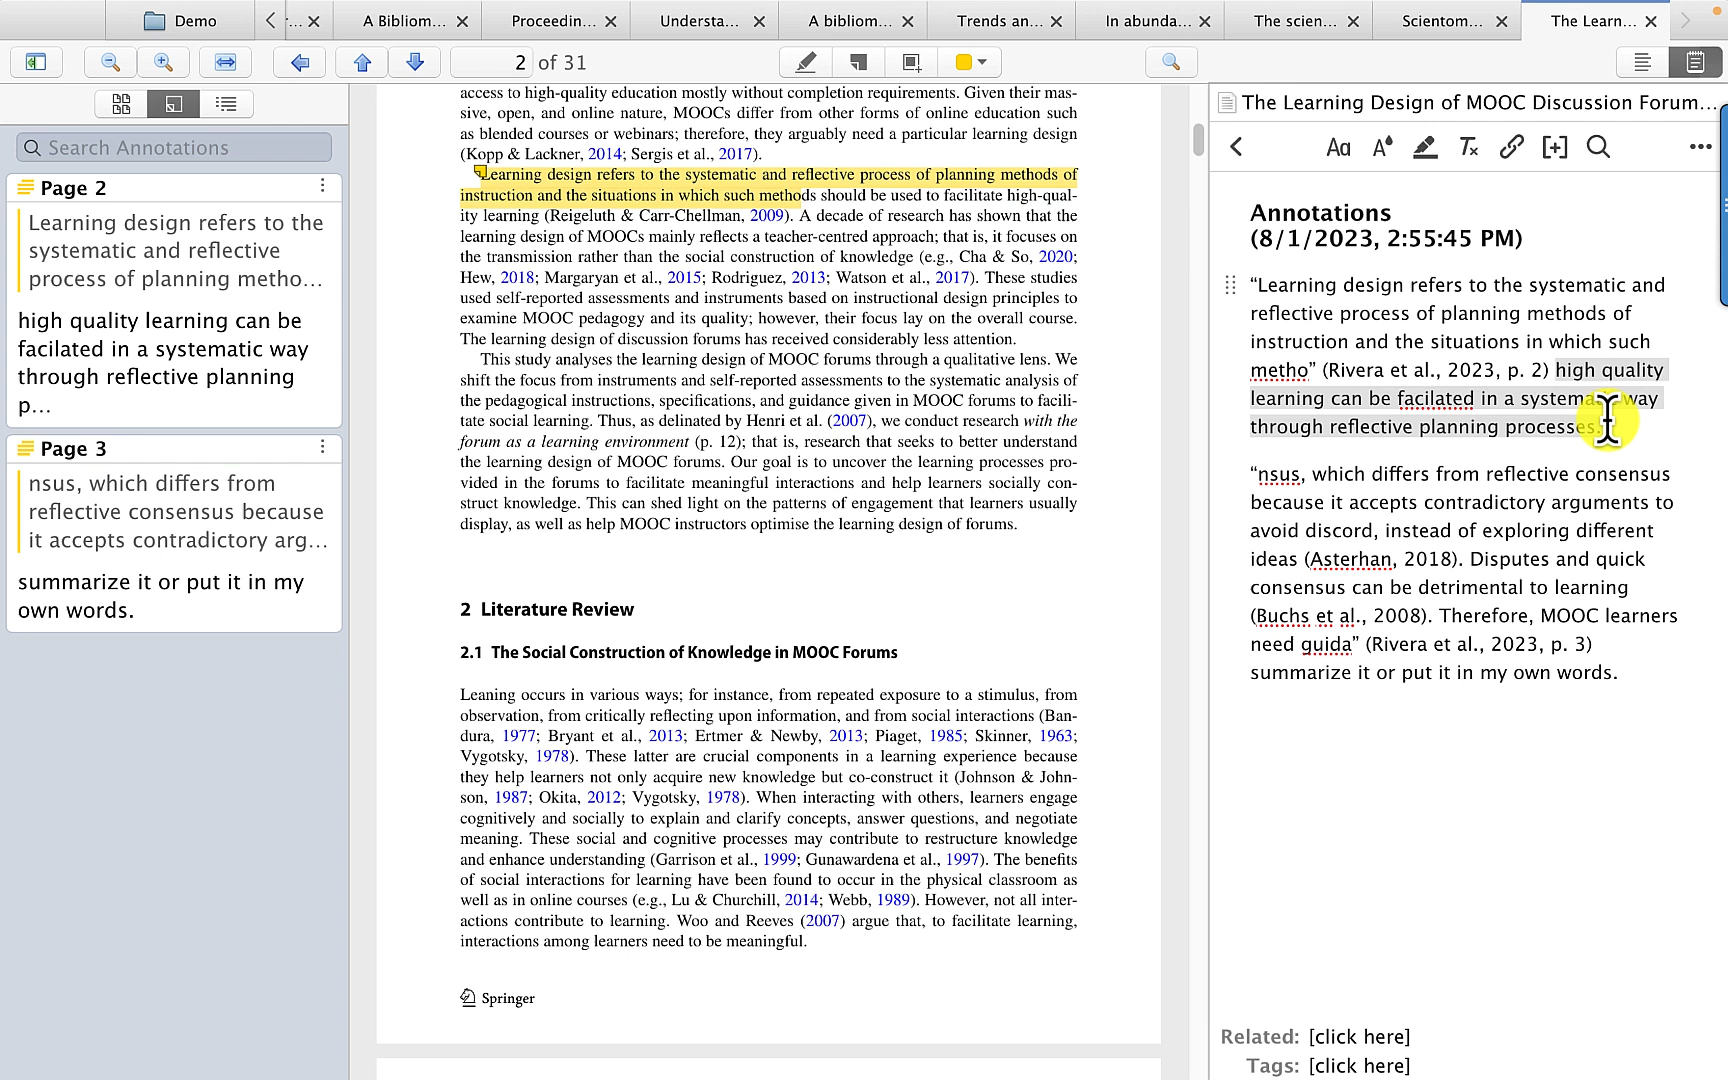 Demo
...
A Bibliom...
Proceedin...
Understa...
A bibliom...
Trends an...
In abunda...
The scien...
Scientom...
The Learn...
2 of 31
Search Annotations
Page 2
Learning design refers to the
systematic and reflective
process of planning metho...
high quality learning can be
facilated in a systematic way
through reflective planning
p...
Page 3
nsus, which differs from
reflective consensus because
it accepts contradictory arg...
summarize it or put it in my
own words.
access to high-quality education mostly without completion requirements. Given their mas-
sive, open, and online nature, MOOCs differ from other forms of online education such
as blended courses or webinars; therefore, they arguably need a particular learning design
(Kopp & Lackner, 2014; Sergis et al., 2017).
Learning design refers to the systematic and reflective process of planning methods of
instruction and the situations in which such methods should be used to facilitate high-qual-
ity learning (Reigeluth & Carr-Chellman, 2009). A decade of research has shown that the
learning design of MOOCs mainly reflects a teacher-centred approach; that is, it focuses on
the transmission rather than the social construction of knowledge (e.g., Cha & So, 2020;
Hew, 2018; Margaryan et al., 2015; Rodriguez, 2013; Watson et al., 2017). These studies
used self-reported assessments and instruments based on instructional design principles to
examine MOOC pedagogy and its quality; however, their focus lay on the overall course.
The learning design of discussion forums has received considerably less attention.
This study analyses the learning design of MOOC forums through a qualitative lens. We
shift the focus from instruments and self-reported assessments to the systematic analysis of
the pedagogical instructions, specifications, and guidance given in MOOC forums to facili-
tate social learning. Thus, as delinated by Henri et al. (2007), we conduct research with the
forum as a learning environment (p. 12); that is, research that seeks to better understand
the learning design of MOOC forums. Our goal is to uncover the learning processes pro-
vided in the forums to facilitate meaningful interactions and help learners socially con-
struct knowledge. This can shed light on the patterns of engagement that learners usually
display, as well as help MOOC instructors optimise the learning design of forums.
2 Literature Review
2.1 The Social Construction of Knowledge in MOOC Forums
Leaning occurs in various ways; for instance, from repeated exposure to a stimulus, from
observation, from critically reflecting upon information, and from social interactions (Ban-
dura, 1977; Bryant et al., 2013; Ertmer & Newby, 2013; Piaget, 1985; Skinner, 1963;
Vygotsky, 1978). These latter are crucial components in a learning experience because
they help learners not only acquire new knowledge but co-construct it (Johnson & John-
son, 1987; Okita, 2012; Vygotsky, 1978). When interacting with others, learners engage
cognitively and socially to explain and clarify concepts, answer questions, and negotiate
meaning. These social and cognitive processes may contribute to restructure knowledge
and enhance understanding (Garrison et al., 1999; Gunawardena et al., 1997). The benefits
of social interactions for learning have been found to occur in the physical classroom as
well as in online courses (e.g., Lu & Churchill, 2014; Webb, 1989). However, not all inter-
actions contribute to learning. Woo and Reeves (2007) argue that, to facilitate learning,
interactions among learners need to be meaningful.
Springer
The Learning Design of MOOC Discussion Forum...
Annotations
(8/1/2023, 2:55:45 PM)
“Learning design refers to the systematic and
reflective process of planning methods of
instruction and the situations in which such
metho” (Rivera et al., 2023, p. 2) high quality
learning can be facilated in a systematic way
through reflective planning processes.
“nsus, which differs from reflective consensus
because it accepts contradictory arguments to
avoid discord, instead of exploring different
ideas (Asterhan, 2018). Disputes and quick
consensus can be detrimental to learning
(Buchs et al., 2008). Therefore, MOOC learners
need guida” (Rivera et al., 2023, p. 3)
summarize it or put it in my own words.
Related: [click here]
Tags: [click here]